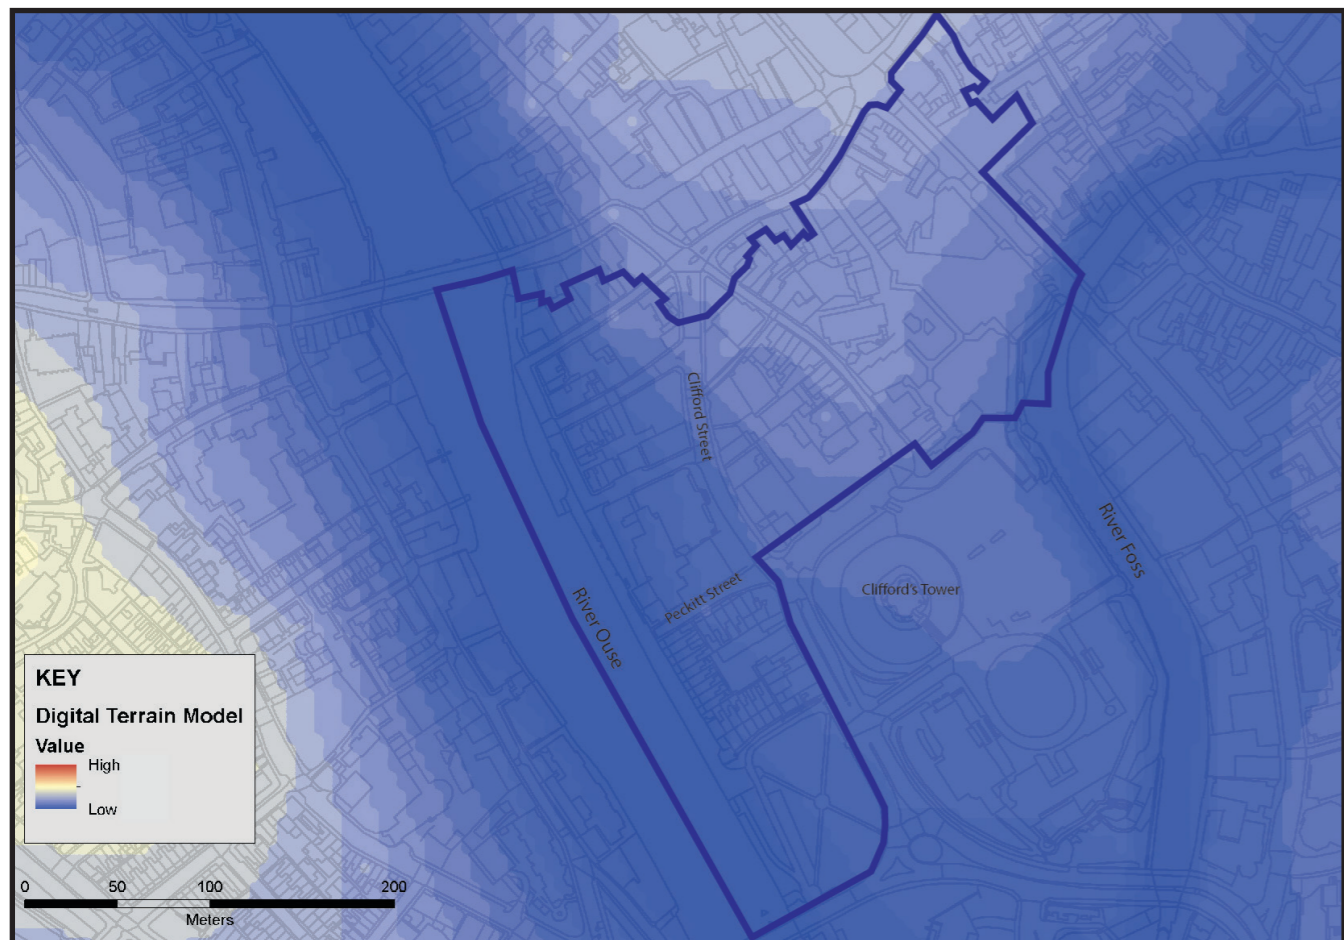 Clifford Street
River Foss
Clifford's Tower
Peckitt Street
River Ouse
KEY
Digital Terrain Model
Value
High
Low
0 50 100 200
Meters